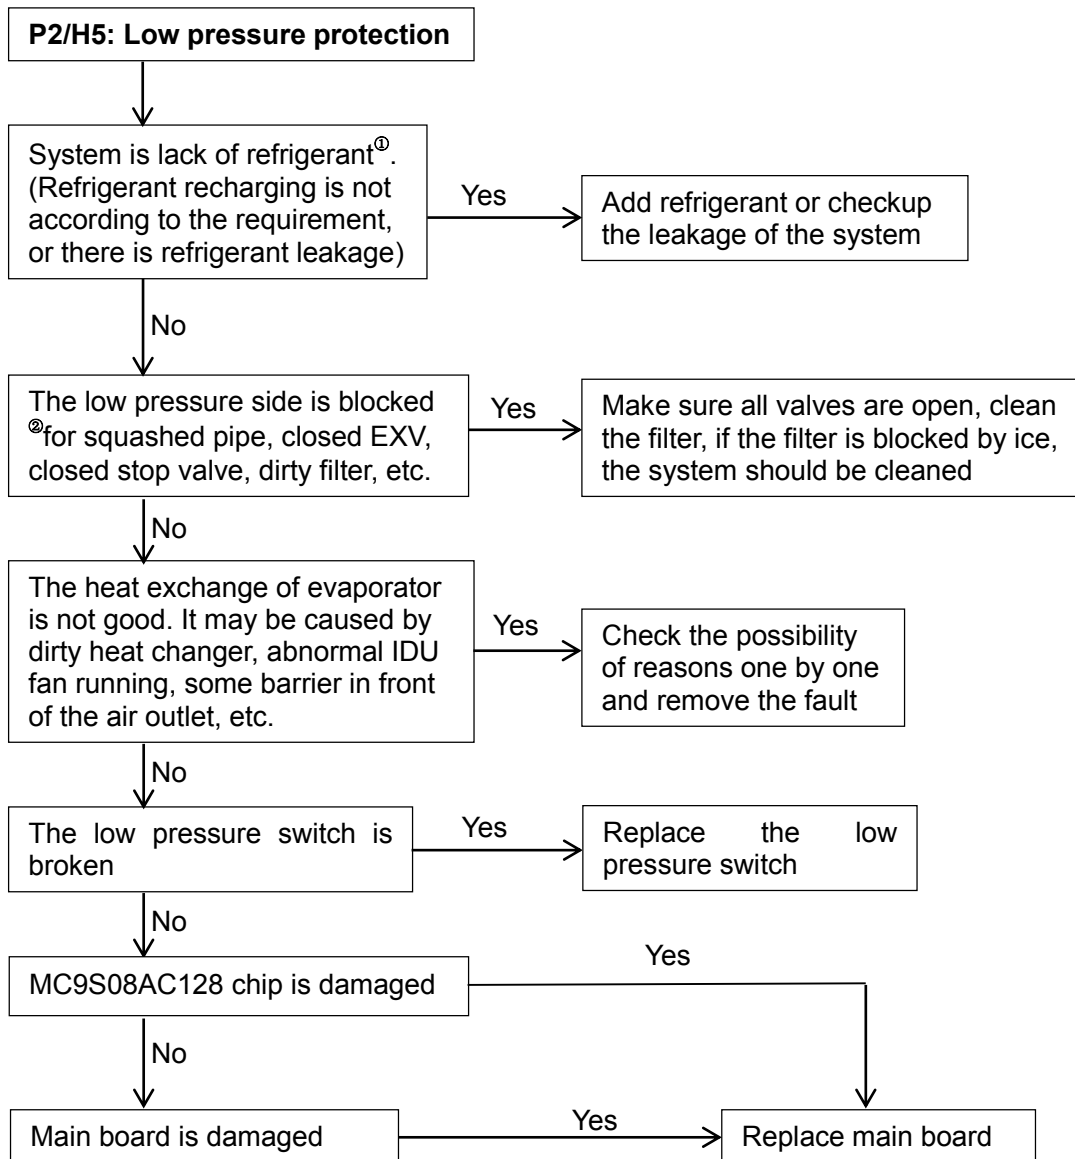 P2/H5: Low pressure protection
System is lack of refrigerant①.
(Refrigerant recharging is not
according to the requirement,
or there is refrigerant leakage)
Yes
Add refrigerant or checkup
the leakage of the system
No
The low pressure side is blocked
②for squashed pipe, closed EXV,
closed stop valve, dirty filter, etc.
Yes
Make sure all valves are open, clean
the filter, if the filter is blocked by ice,
the system should be cleaned
No
The heat exchange of evaporator
is not good. It may be caused by
dirty heat changer, abnormal IDU
fan running, some barrier in front
of the air outlet, etc.
Yes
Check the possibility
of reasons one by one
and remove the fault
No
The low pressure switch is
broken
Yes
Replace the low
pressure switch
No
MC9S08AC128 chip is damaged
Yes
No
Main board is damaged
Yes
Replace main board